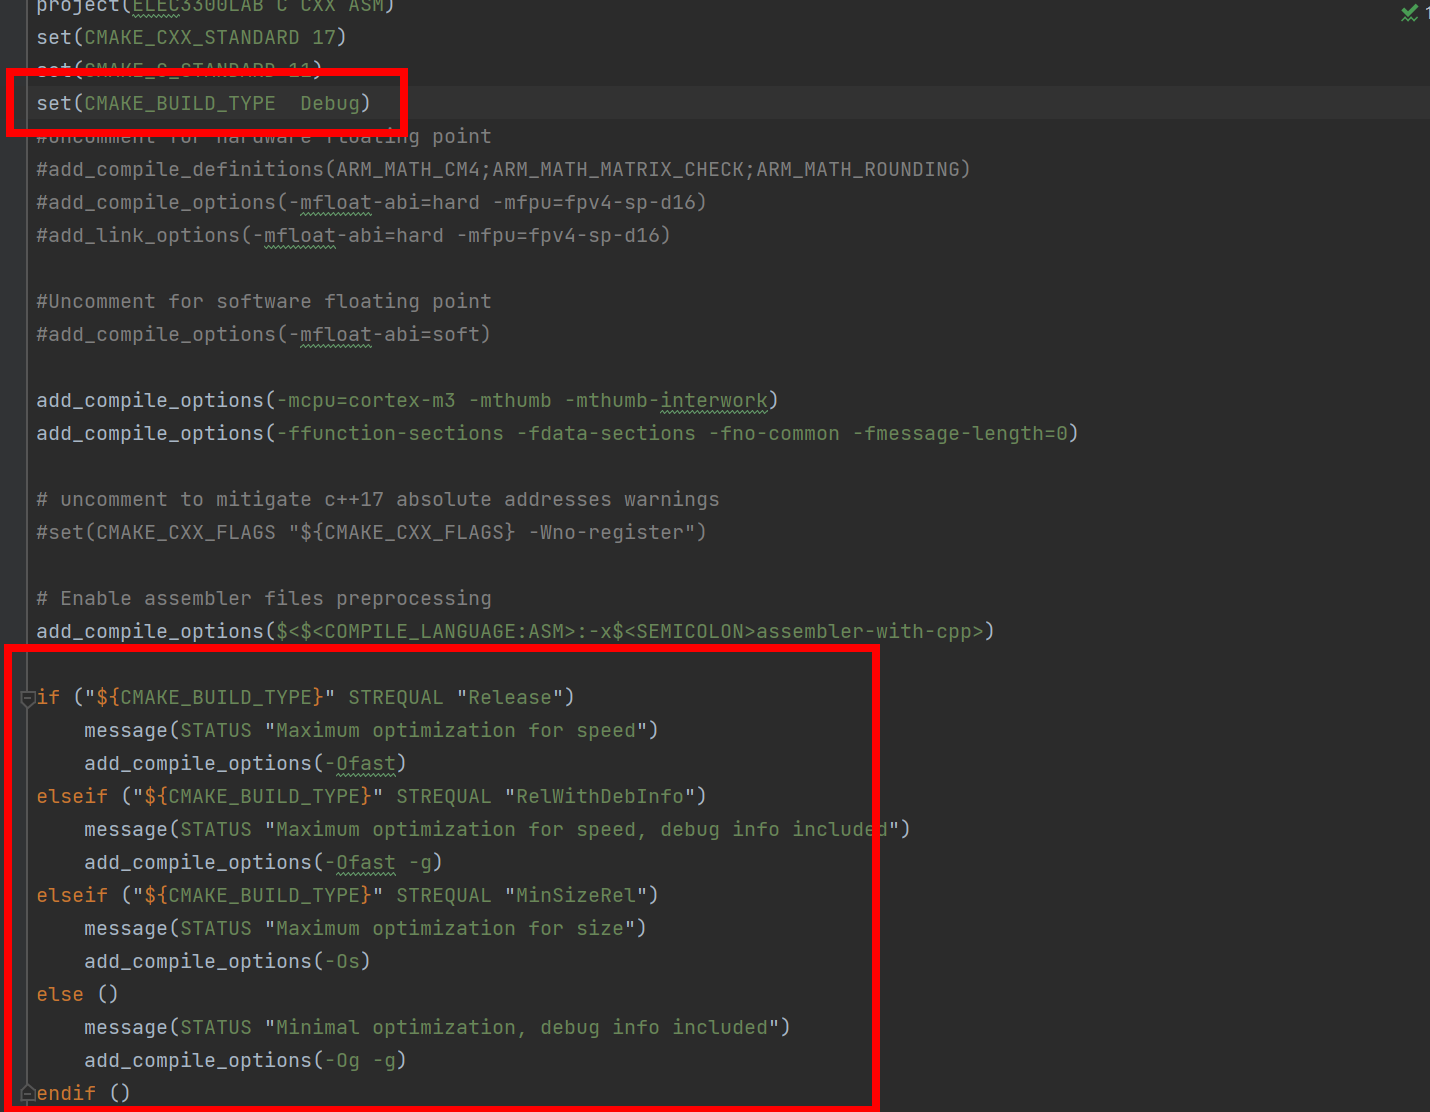 project(ELEC3300LAB C CXX ASM)
set(CMAKE_CXX_STANDARD 17)
set(CMAKE_C_STANDARD 11)
set(CMAKE_BUILD_TYPE  Debug)
#Uncomment for hardware floating point
#add_compile_definitions(ARM_MATH_CM4;ARM_MATH_MATRIX_CHECK;ARM_MATH_ROUNDING)
#add_compile_options(-mfloat-abi=hard -mfpu=fpv4-sp-d16)
#add_link_options(-mfloat-abi=hard -mfpu=fpv4-sp-d16)
#Uncomment for software floating point
#add_compile_options(-mfloat-abi=soft)
add_compile_options(-mcpu=cortex-m3 -mthumb -mthumb-interwork)
add_compile_options(-ffunction-sections -fdata-sections -fno-common -fmessage-length=0)
# uncomment to mitigate c++17 absolute addresses warnings
#set(CMAKE_CXX_FLAGS "${CMAKE_CXX_FLAGS} -Wno-register")
# Enable assembler files preprocessing
add_compile_options($<$<COMPILE_LANGUAGE:ASM>:-x$<SEMICOLON>assembler-with-cpp>)
if ("${CMAKE_BUILD_TYPE}" STREQUAL "Release")
    message(STATUS "Maximum optimization for speed")
    add_compile_options(-Ofast)
elseif ("${CMAKE_BUILD_TYPE}" STREQUAL "RelWithDebInfo")
    message(STATUS "Maximum optimization for speed, debug info included")
    add_compile_options(-Ofast -g)
elseif ("${CMAKE_BUILD_TYPE}" STREQUAL "MinSizeRel")
    message(STATUS "Maximum optimization for size")
    add_compile_options(-Os)
else ()
    message(STATUS "Minimal optimization, debug info included")
    add_compile_options(-Og -g)
endif ()